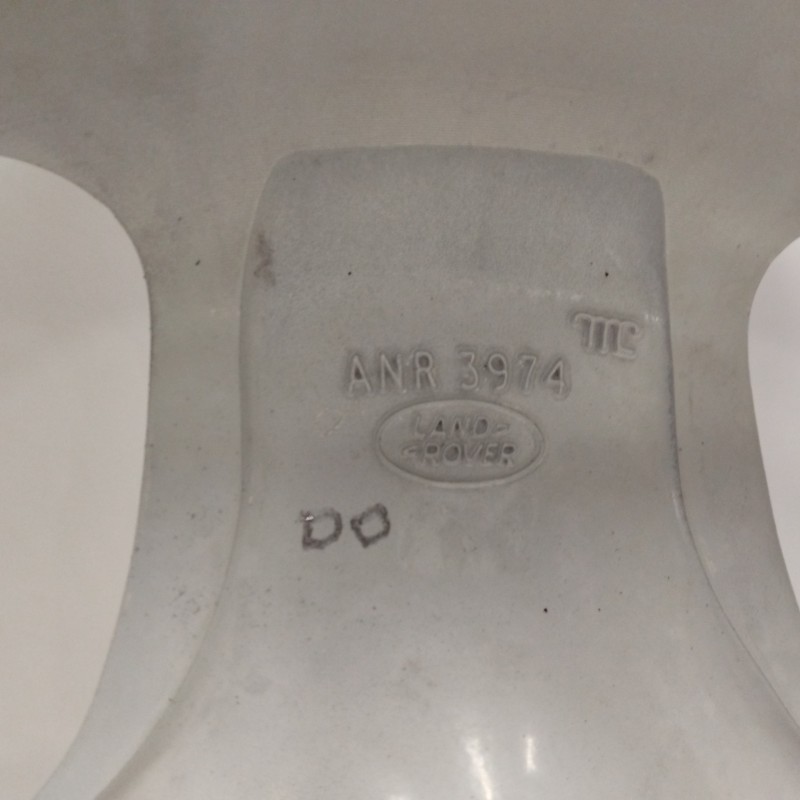 ANR 3974
LAND-
-ROVER
DO